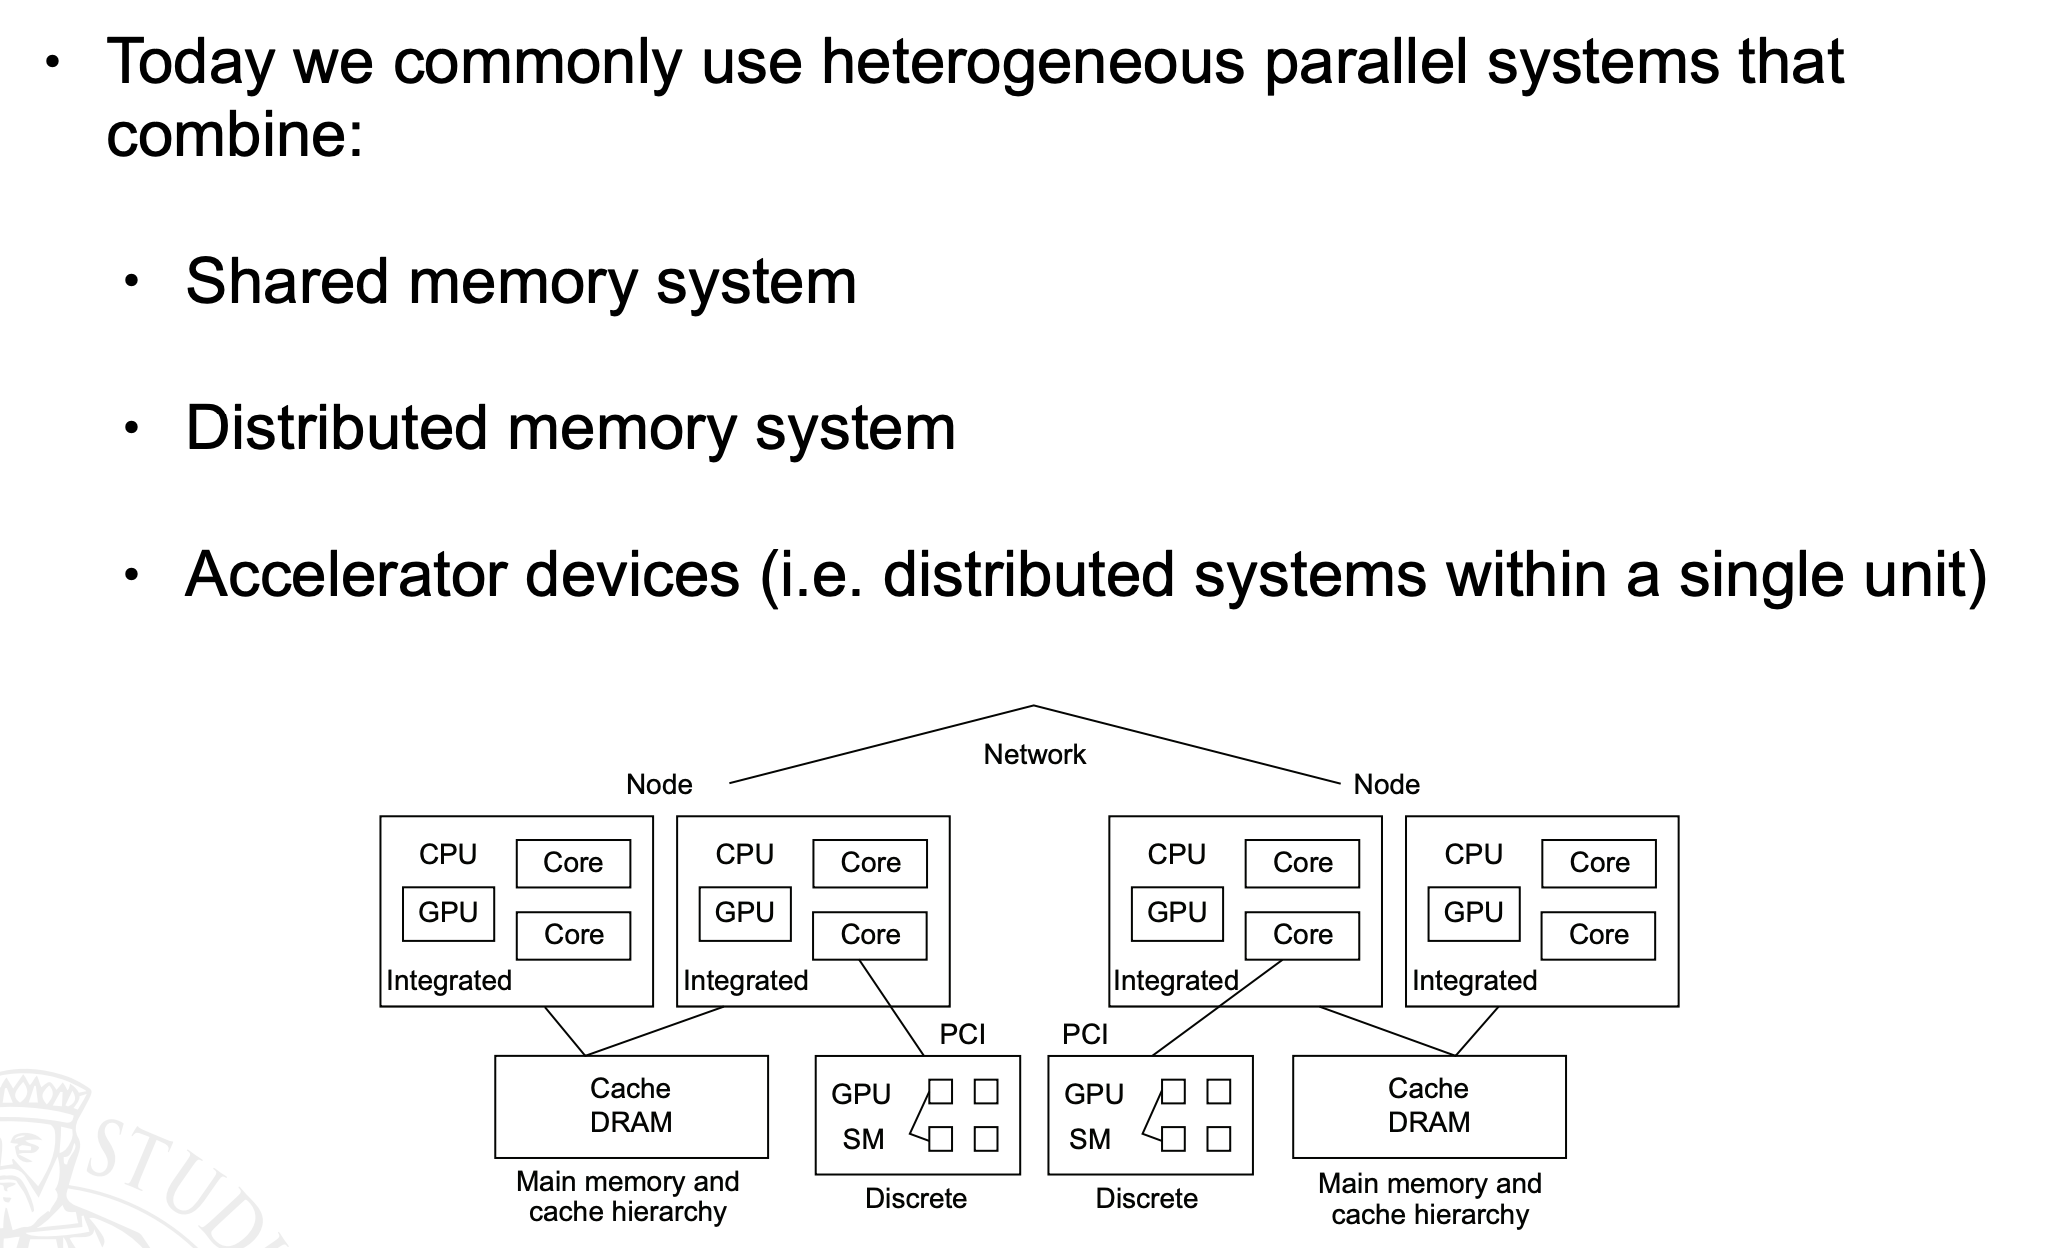 • Today we commonly use heterogeneous parallel systems that
combine:
• Shared memory system
• Distributed memory system
• Accelerator devices (i.e. distributed systems within a single unit)
Network
Node
Node
CPU
Core
GPU
Core
Integrated
CPU
Core
GPU
Core
Integrated
CPU
Core
GPU
Core
Integrated
CPU
Core
GPU
Core
Integrated
PCI
PCI
Cache
DRAM
Main memory and
cache hierarchy
GPU
SM
Discrete
GPU
SM
Discrete
Cache
DRAM
Main memory and
cache hierarchy
STUD